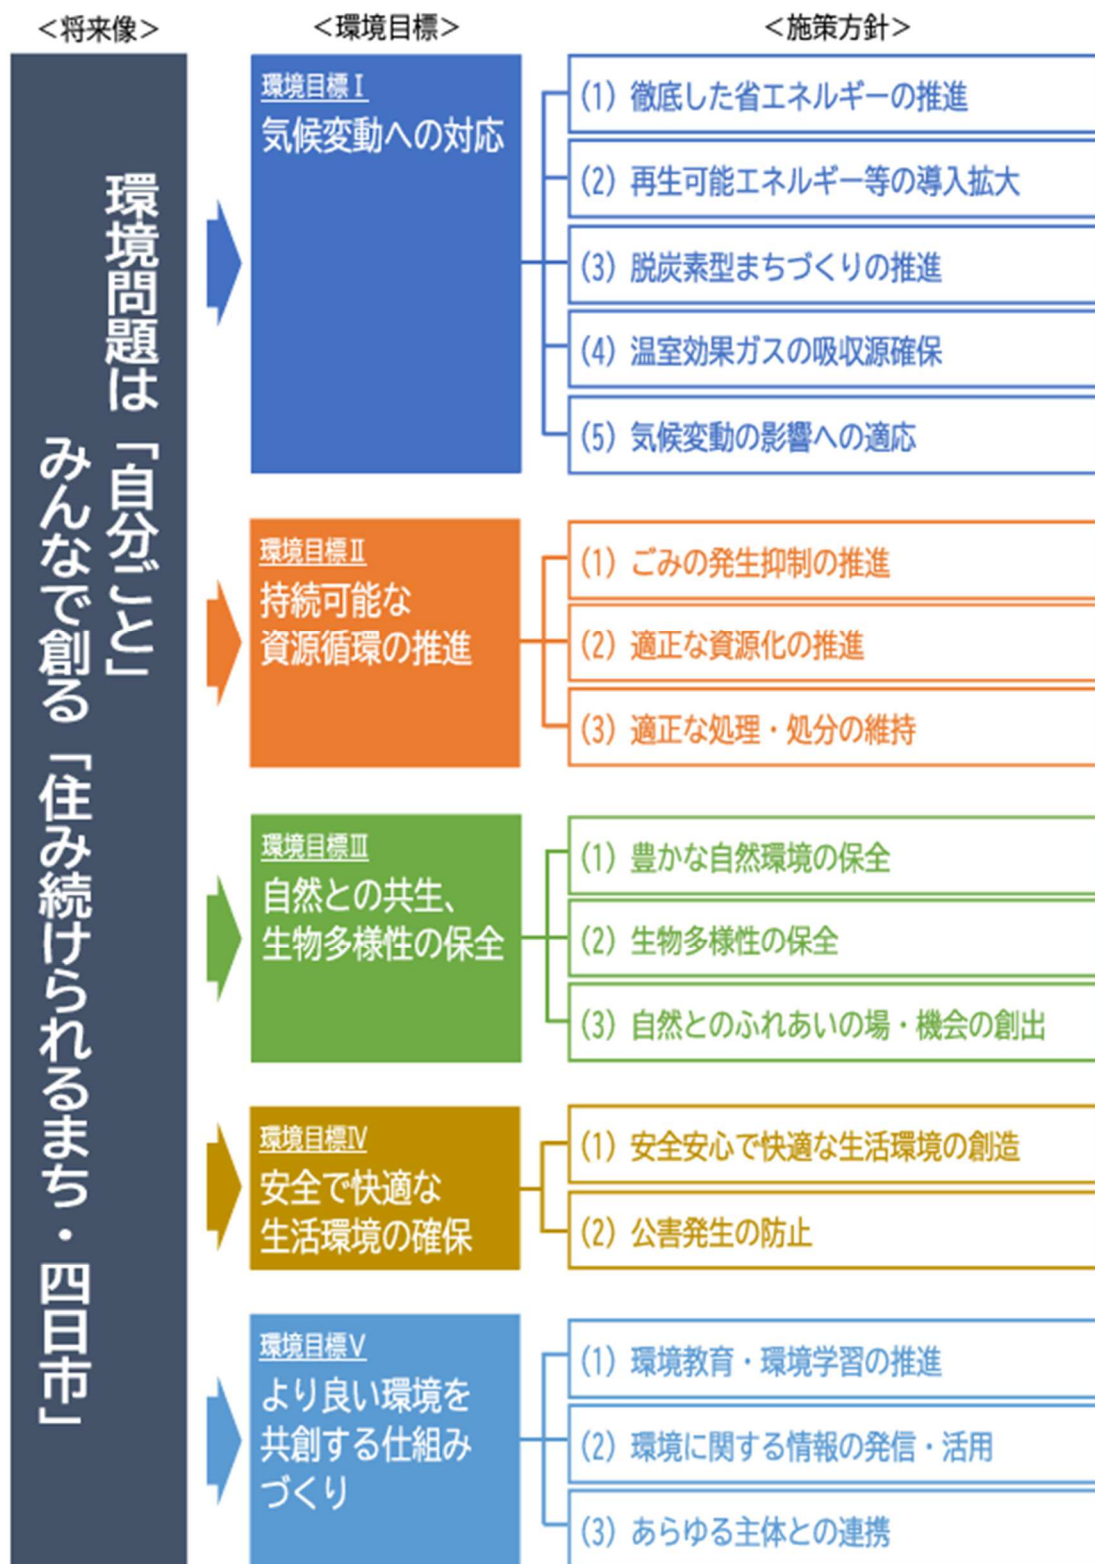 ＜将来像＞
＜環境目標＞
＜施策方針＞
環境問題は「自分ごと」
みんなで創る「住み続けられるまち・四日市」
環境目標Ⅰ
気候変動への対応
(1) 徹底した省エネルギーの推進
(2) 再生可能エネルギー等の導入拡大
(3) 脱炭素型まちづくりの推進
(4) 温室効果ガスの吸収源確保
(5) 気候変動の影響への適応
環境目標Ⅱ
持続可能な
資源循環の推進
(1) ごみの発生抑制の推進
(2) 適正な資源化の推進
(3) 適正な処理・処分の維持
環境目標Ⅲ
自然との共生、
生物多様性の保全
(1) 豊かな自然環境の保全
(2) 生物多様性の保全
(3) 自然とのふれあいの場・機会の創出
環境目標Ⅳ
安全で快適な
生活環境の確保
(1) 安全安心で快適な生活環境の創造
(2) 公害発生の防止
環境目標Ⅴ
より良い環境を
共創する仕組み
づくり
(1) 環境教育・環境学習の推進
(2) 環境に関する情報の発信・活用
(3) あらゆる主体との連携